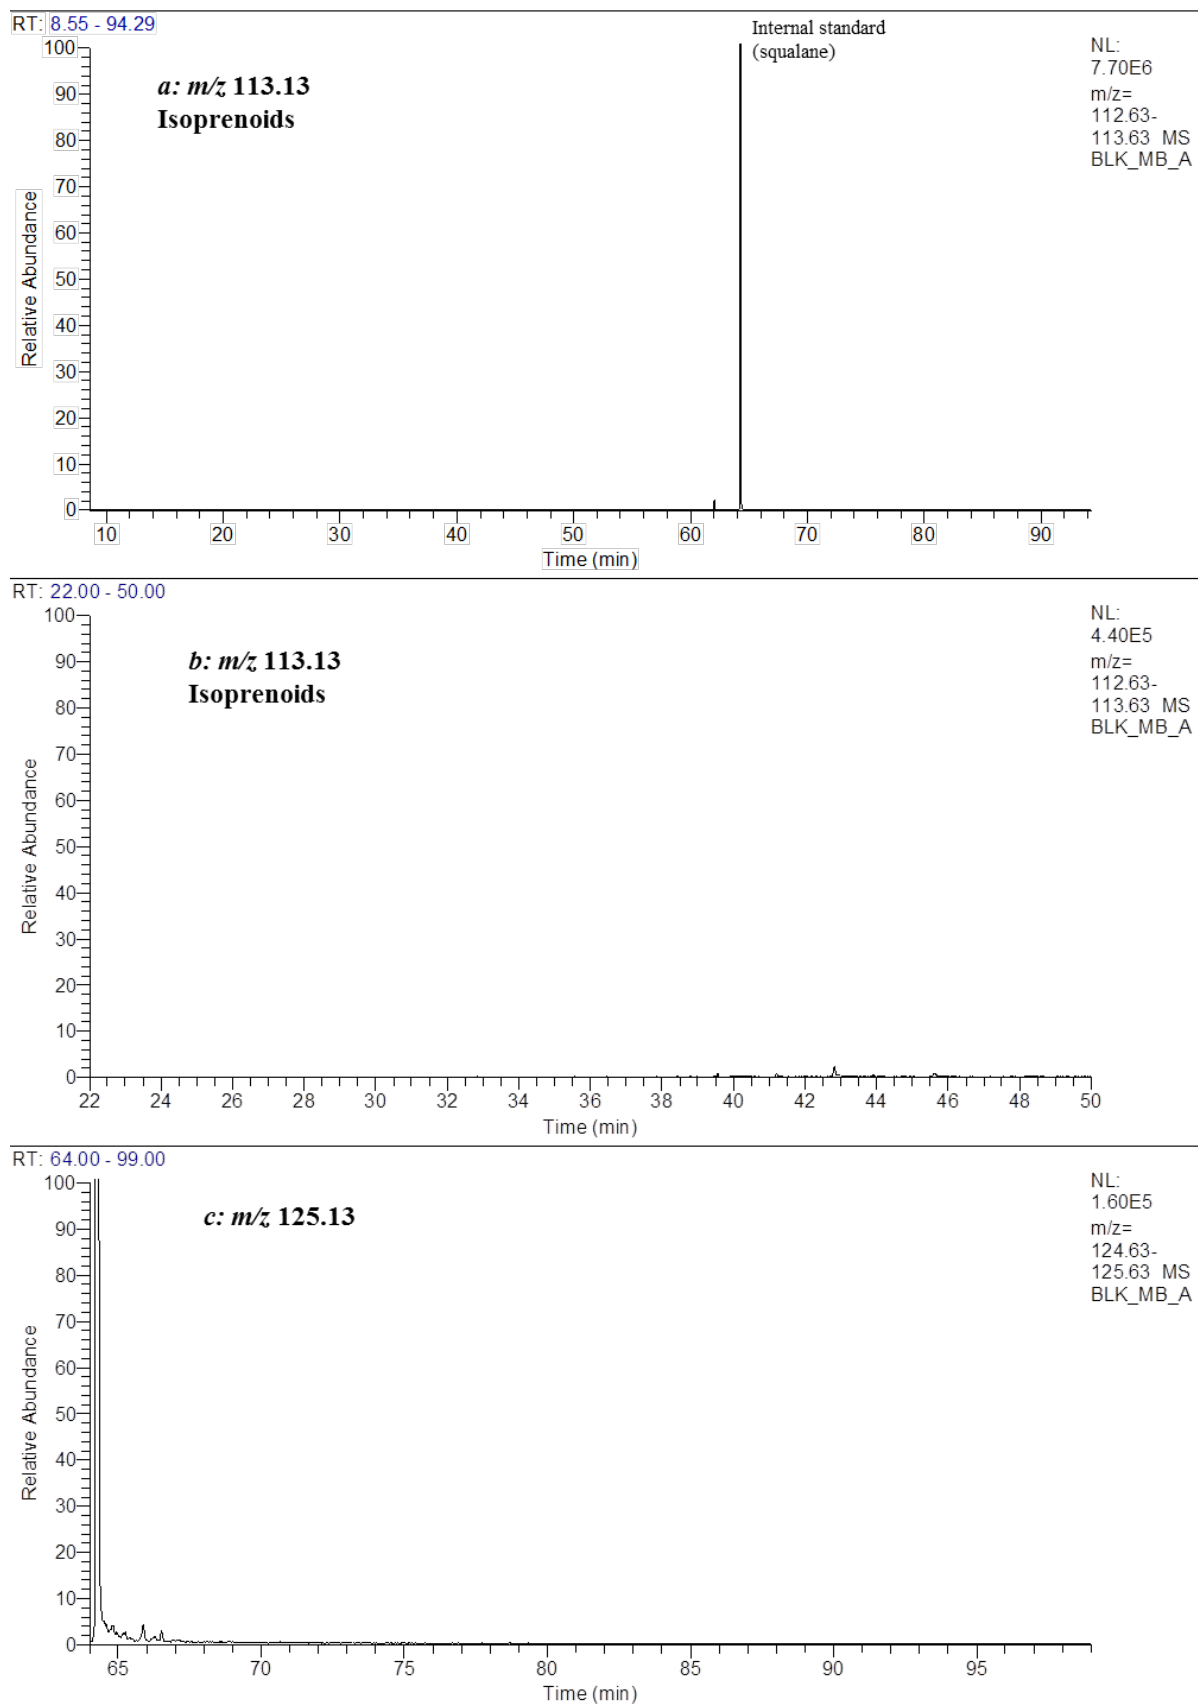 RT: 8.55 - 94.29
Internal standard
(squalane)
NL:
7.70E6
m/z=
112.63-
113.63 MS
BLK_MB_A
a: m/z 113.13
Isoprenoids
100
90
80
70
60
50
40
30
20
10
0
Relative Abundance
10 20 30 40 50 60 70 80 90
Time (min)
RT: 22.00 - 50.00
NL:
4.40E5
m/z=
112.63-
113.63 MS
BLK_MB_A
b: m/z 113.13
Isoprenoids
100
90
80
70
60
50
40
30
20
10
0
Relative Abundance
22 24 26 28 30 32 34 36 38 40 42 44 46 48 50
Time (min)
RT: 64.00 - 99.00
NL:
1.60E5
m/z=
124.63-
125.63 MS
BLK_MB_A
c: m/z 125.13
100
90
80
70
60
50
40
30
20
10
0
Relative Abundance
65 70 75 80 85 90 95
Time (min)